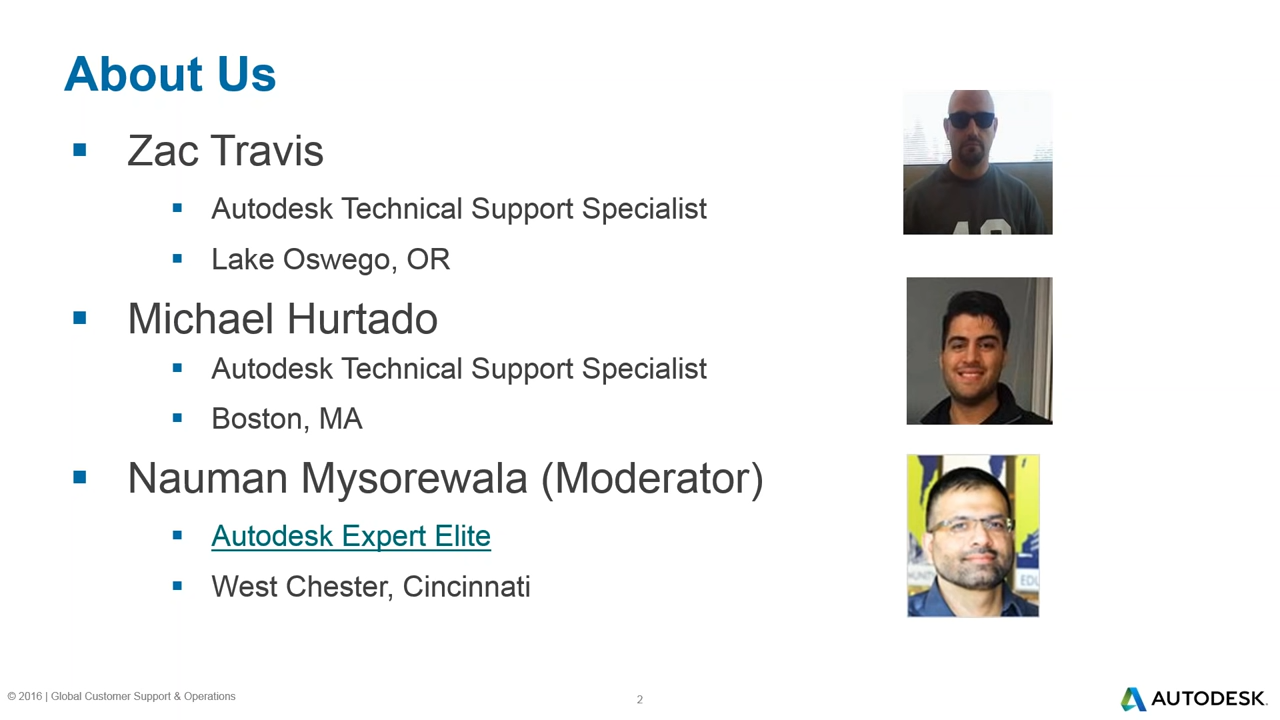 About Us
Zac Travis
Autodesk Technical Support Specialist
Lake Oswego, OR
Michael Hurtado
Autodesk Technical Support Specialist
Boston, MA
Nauman Mysorewala (Moderator)
Autodesk Expert Elite
West Chester, Cincinnati
© 2016 | Global Customer Support & Operations
2
AUTODESK.